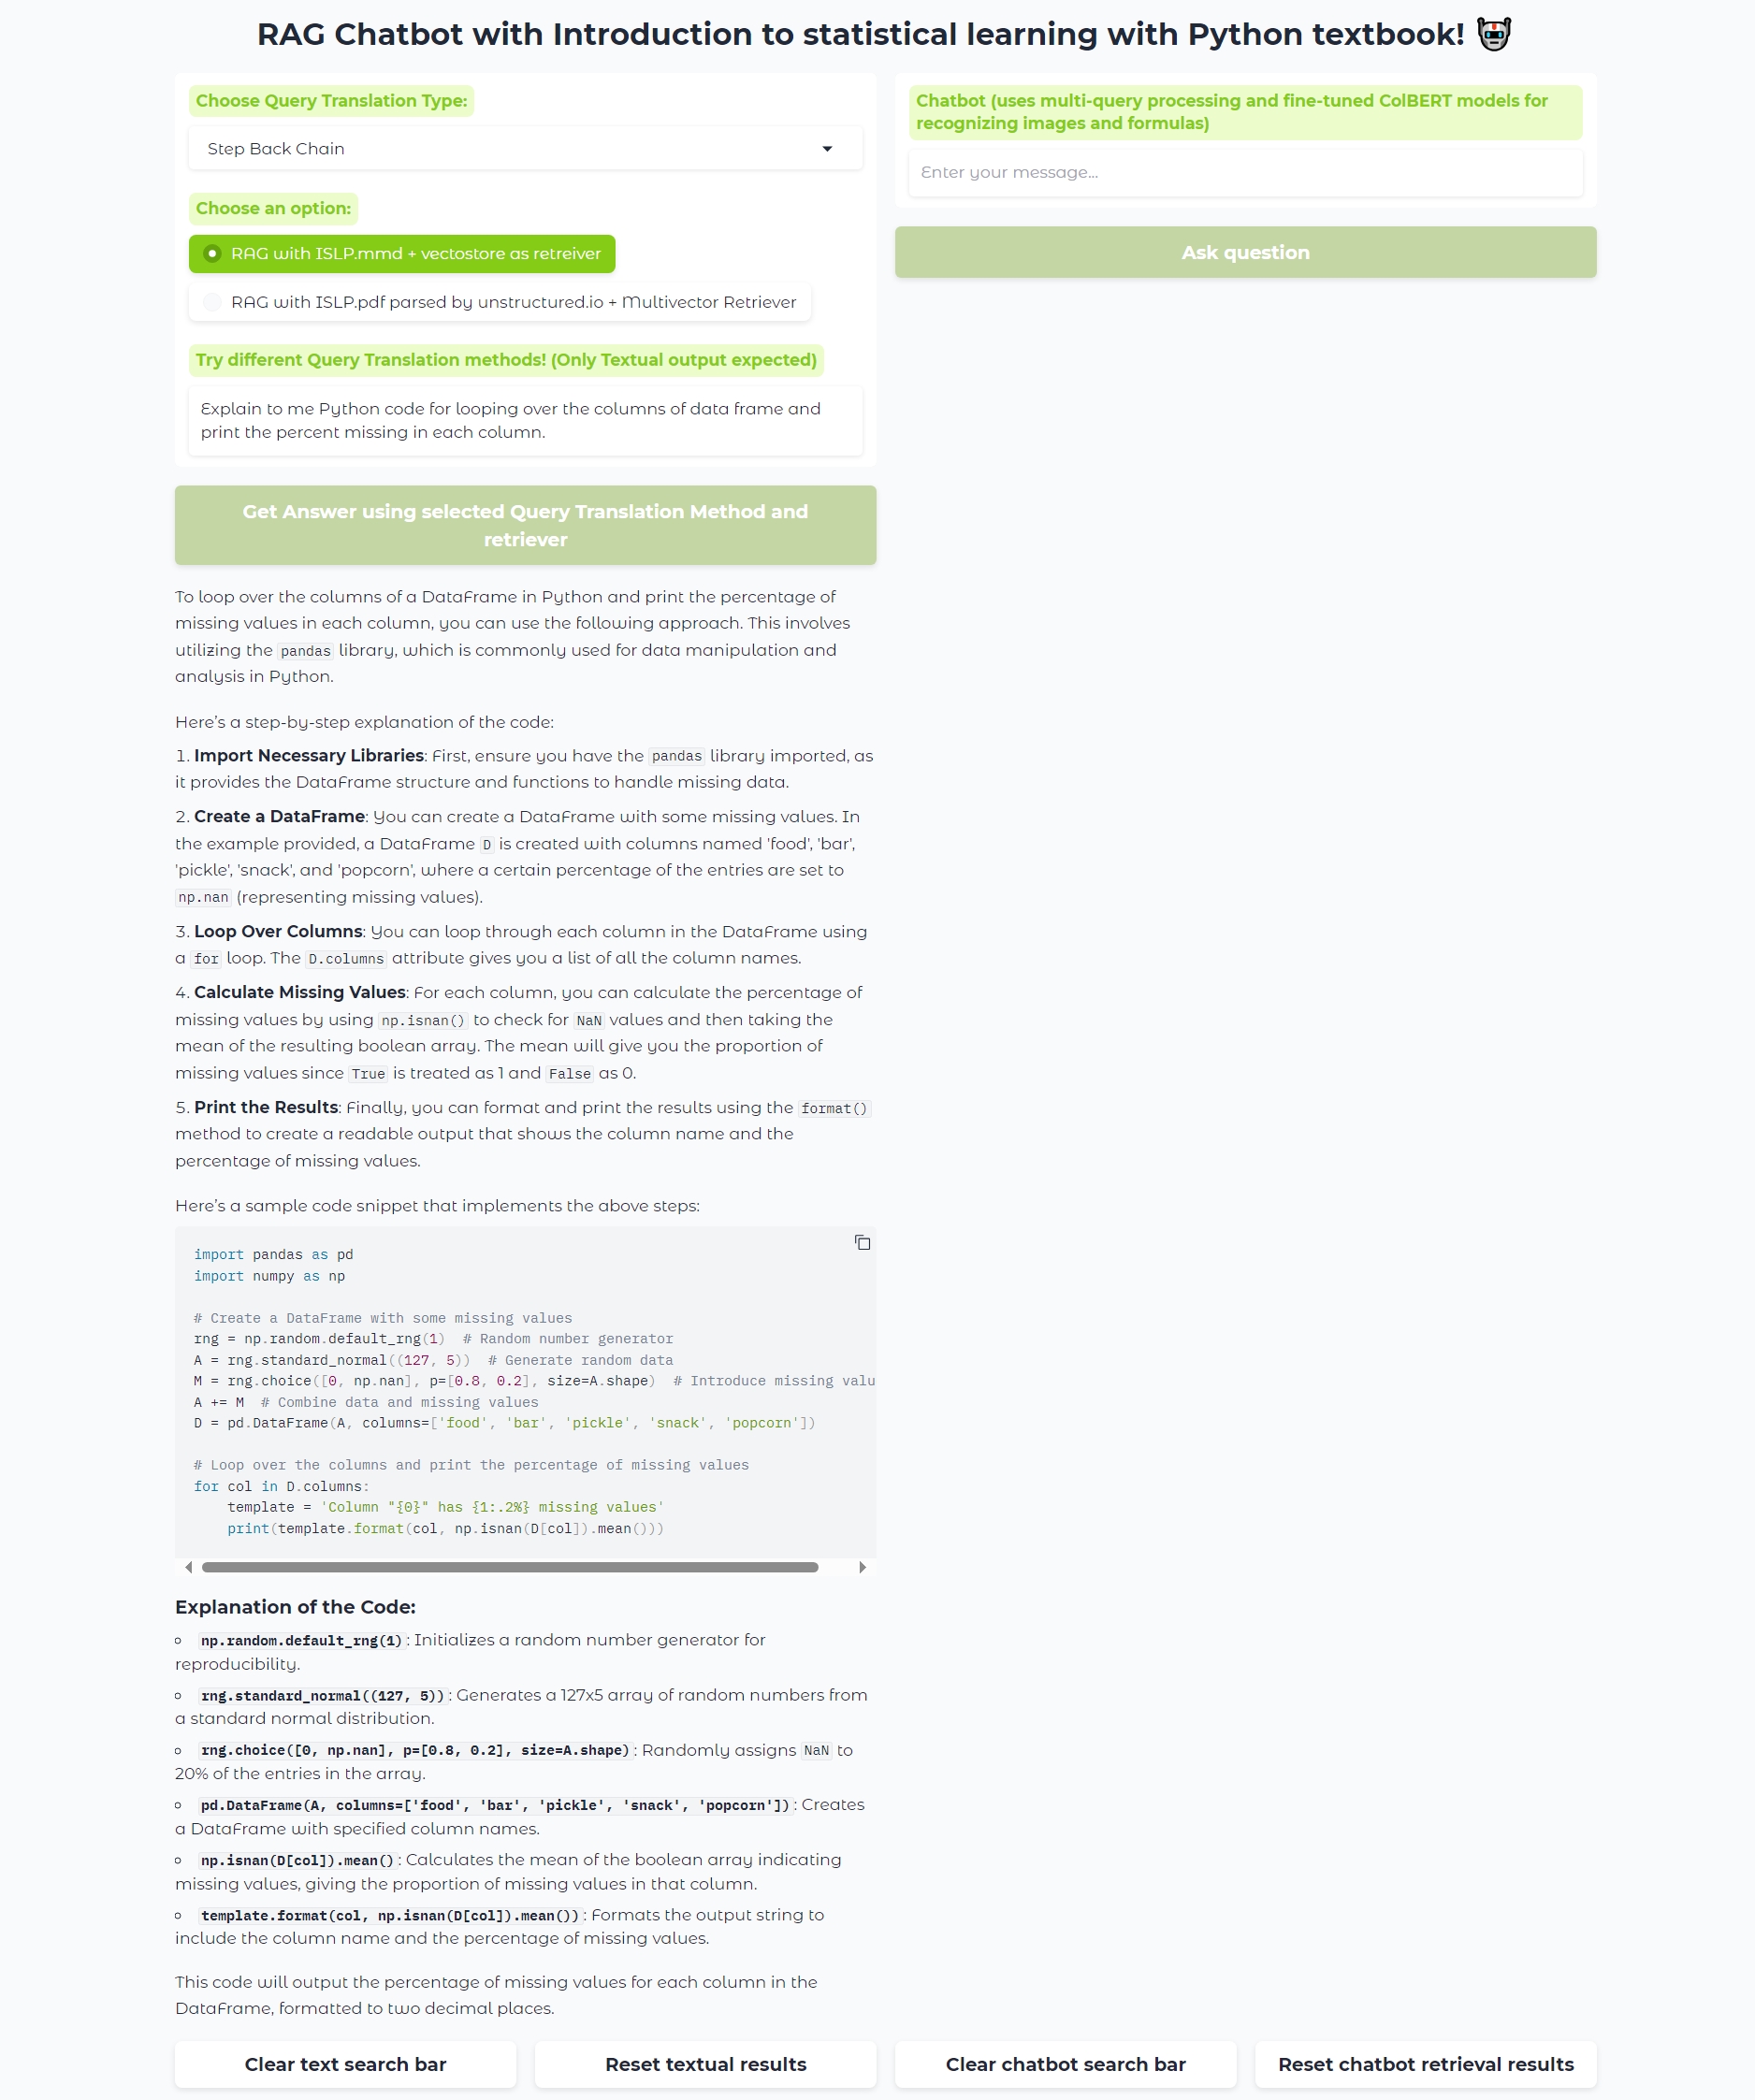 RAG Chatbot with Introduction to statistical learning with Python textbook!
Choose Query Translation Type:
Step Back Chain
Choose an option:
RAG with ISLP.mmd + vectostore as retreiver
RAG with ISLP.pdf parsed by unstructured.io + Multivector Retriever
Try different Query Translation methods! (Only Textual output expected)
Explain to me Python code for looping over the columns of data frame and
print the percent missing in each column.
Get Answer using selected Query Translation Method and
retriever
Chatbot (uses multi-query processing and fine-tuned ColBERT models for
recognizing images and formulas)
Enter your message...
Ask question
To loop over the columns of a DataFrame in Python and print the percentage of
missing values in each column, you can use the following approach. This involves
utilizing the pandas library, which is commonly used for data manipulation and
analysis in Python.
Here's a step-by-step explanation of the code:
1. Import Necessary Libraries: First, ensure you have the pandas library imported, as
it provides the DataFrame structure and functions to handle missing data.
2. Create a DataFrame: You can create a DataFrame with some missing values. In
the example provided, a DataFrame D is created with columns named 'food', 'bar',
'pickle', 'snack', and 'popcorn', where a certain percentage of the entries are set to
np.nan (representing missing values).
3. Loop Over Columns: You can loop through each column in the DataFrame using
a for loop. The D.columns attribute gives you a list of all the column names.
4. Calculate Missing Values: For each column, you can calculate the percentage of
missing values by using np.isnan() to check for NaN values and then taking the
mean of the resulting boolean array. The mean will give you the proportion of
missing values since True is treated as 1 and False as 0.
5. Print the Results: Finally, you can format and print the results using the format()
method to create a readable output that shows the column name and the
percentage of missing values.
Here's a sample code snippet that implements the above steps:
import pandas as pd
import numpy as np
# Create a DataFrame with some missing values
rng = np.random.default_rng(1)  # Random number generator
A = rng.standard_normal((127, 5))  # Generate random data
M = rng.choice([0, np.nan], p=[0.8, 0.2], size=A.shape)  # Introduce missing valu
A += M  # Combine data and missing values
D = pd.DataFrame(A, columns=['food', 'bar', 'pickle', 'snack', 'popcorn'])
# Loop over the columns and print the percentage of missing values
for col in D.columns:
    template = 'Column "{0}" has {1:.2%} missing values'
    print(template.format(col, np.isnan(D[col]).mean()))
Explanation of the Code:
np.random.default_rng(1): Initializes a random number generator for
reproducibility.
rng.standard_normal((127, 5)): Generates a 127x5 array of random numbers from
a standard normal distribution.
rng.choice([0, np.nan], p=[0.8, 0.2], size=A.shape): Randomly assigns NaN to
20% of the entries in the array.
pd.DataFrame(A, columns=['food', 'bar', 'pickle', 'snack', 'popcorn']): Creates
a DataFrame with specified column names.
np.isnan(D[col]).mean(): Calculates the mean of the boolean array indicating
missing values, giving the proportion of missing values in that column.
template.format(col, np.isnan(D[col]).mean()): Formats the output string to
include the column name and the percentage of missing values.
This code will output the percentage of missing values for each column in the
DataFrame, formatted to two decimal places.
Clear text search bar
Reset textual results
Clear chatbot search bar
Reset chatbot retrieval results